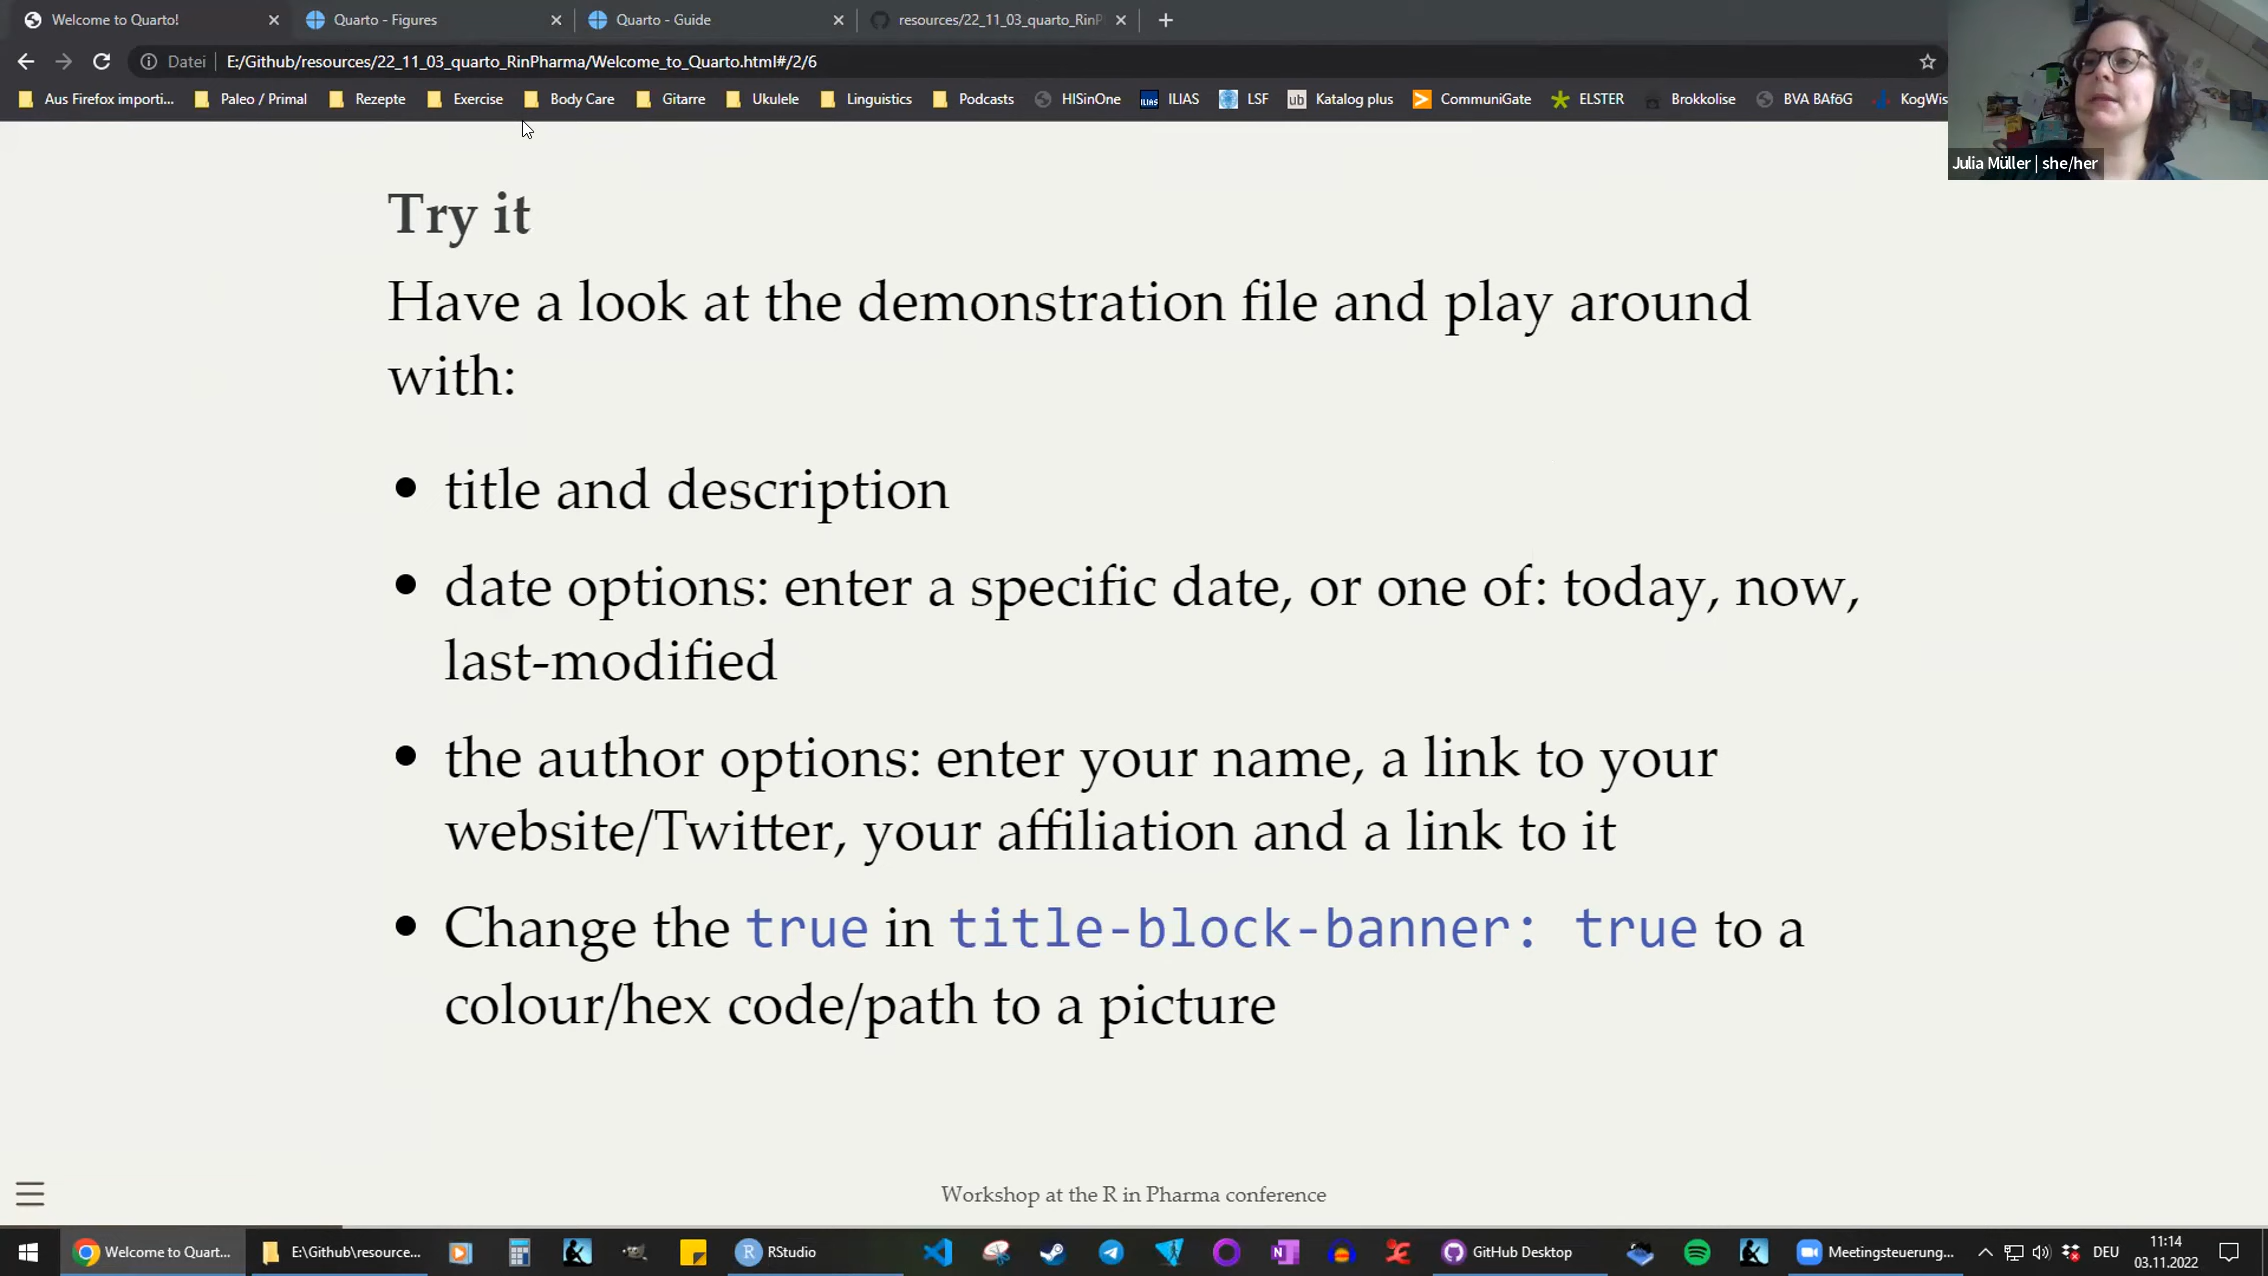 Welcome to Quarto!
Quarto - Figures
Quarto - Guide
resources/22_11_03_quarto_RinP
Datei
E:/Github/resources/22_11_03_quarto_RinPharma/Welcome_to_Quarto.html#/2/6
Aus Firefox importi...
Paleo / Primal
Rezepte
Exercise
Body Care
Gitarre
Ukulele
Linguistics
Podcasts
HISinOne
ILIAS
ILIAS
LSF
ub
Katalog plus
CommuniGate
ELSTER
Brokkolise
BVA BAföG
KogWis
Julia Müller | she/her
Try it
Have a look at the demonstration file and play around
with:
• title and description
• date options: enter a specific date, or one of: today, now,
last-modified
• the author options: enter your name, a link to your
website/Twitter, your affiliation and a link to it
• Change the true in title-block-banner: true to a
colour/hex code/path to a picture
Workshop at the R in Pharma conference
Welcome to Quart...
E:\Github\resource...
R
RStudio
N
GitHub Desktop
Meetingsteuerung...
DEU
11:14
03.11.2022